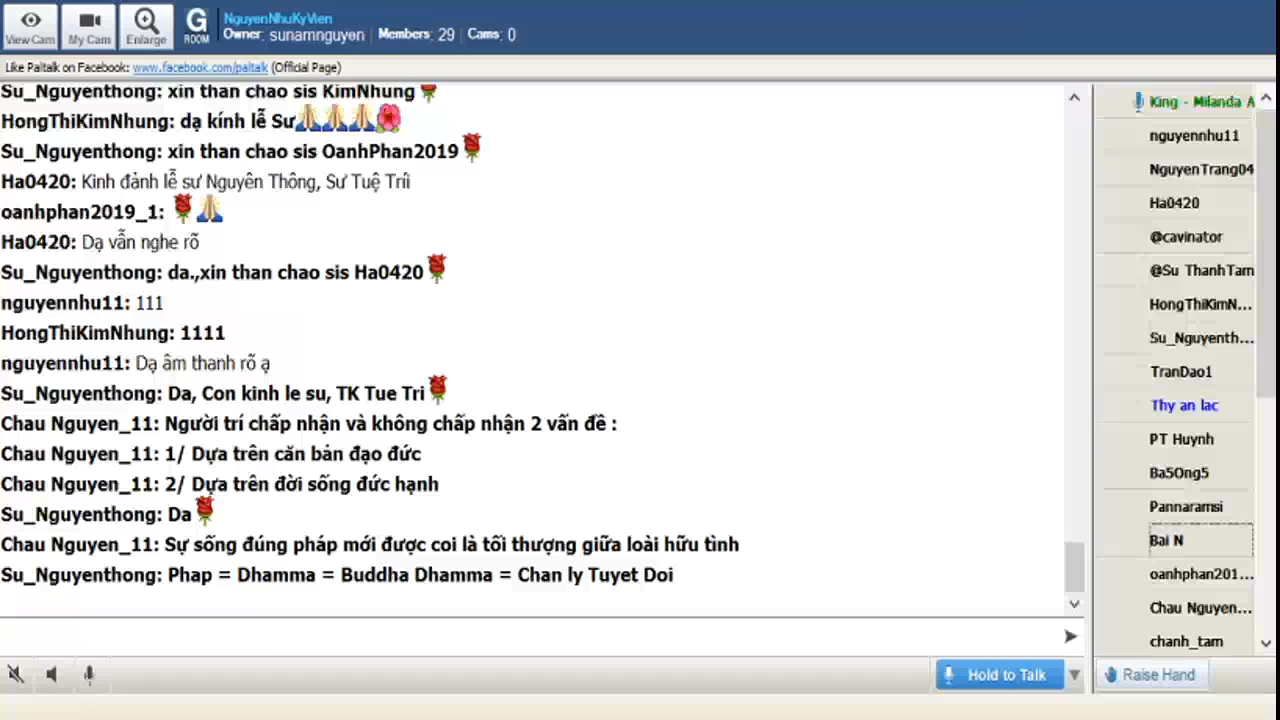 View Cam
My Cam
Enlarge
G
ROOM
NguyenNhuKyVien
Owner: sunamnguyen | Members: 29 | Cams: 0
Like Paltalk on Facebook: www.facebook.com/paltalk (Official Page)
Su_Nguyenthong: xin than chao sis KimNhung
HongThiKimNhung: dạ kính lễ Sư
Su_Nguyenthong: xin than chao sis OanhPhan2019
Ha0420: Kinh đảnh lễ sư Nguyên Thông, Sư Tuệ Tríi
oanhphan2019_1:
Ha0420: Dạ vẫn nghe rõ
Su_Nguyenthong: da.,xin than chao sis Ha0420
nguyennhu11: 111
HongThiKimNhung: 1111
nguyennhu11: Dạ âm thanh rõ ạ
Su_Nguyenthong: Da, Con kinh le su, TK Tue Tri
Chau Nguyen_11: Người trí chấp nhận và không chấp nhận 2 vấn đề :
Chau Nguyen_11: 1/ Dựa trên căn bản đạo đức
Chau Nguyen_11: 2/ Dựa trên đời sống đức hạnh
Su_Nguyenthong: Da
Chau Nguyen_11: Sự sống đúng pháp mới được coi là tối thượng giữa loài hữu tình
Su_Nguyenthong: Phap = Dhamma = Buddha Dhamma = Chan ly Tuyet Doi
King - Milanda A
nguyennhu11
NguyenTrang04
Ha0420
@cavinator
@Su ThanhTam
HongThiKimN...
Su_Nguyenth...
TranDao1
Thy an lac
PT Huynh
Ba5Ong5
Pannaramsi
Bai N
oanhphan201...
Chau Nguyen...
chanh_tam
Hold to Talk
Raise Hand